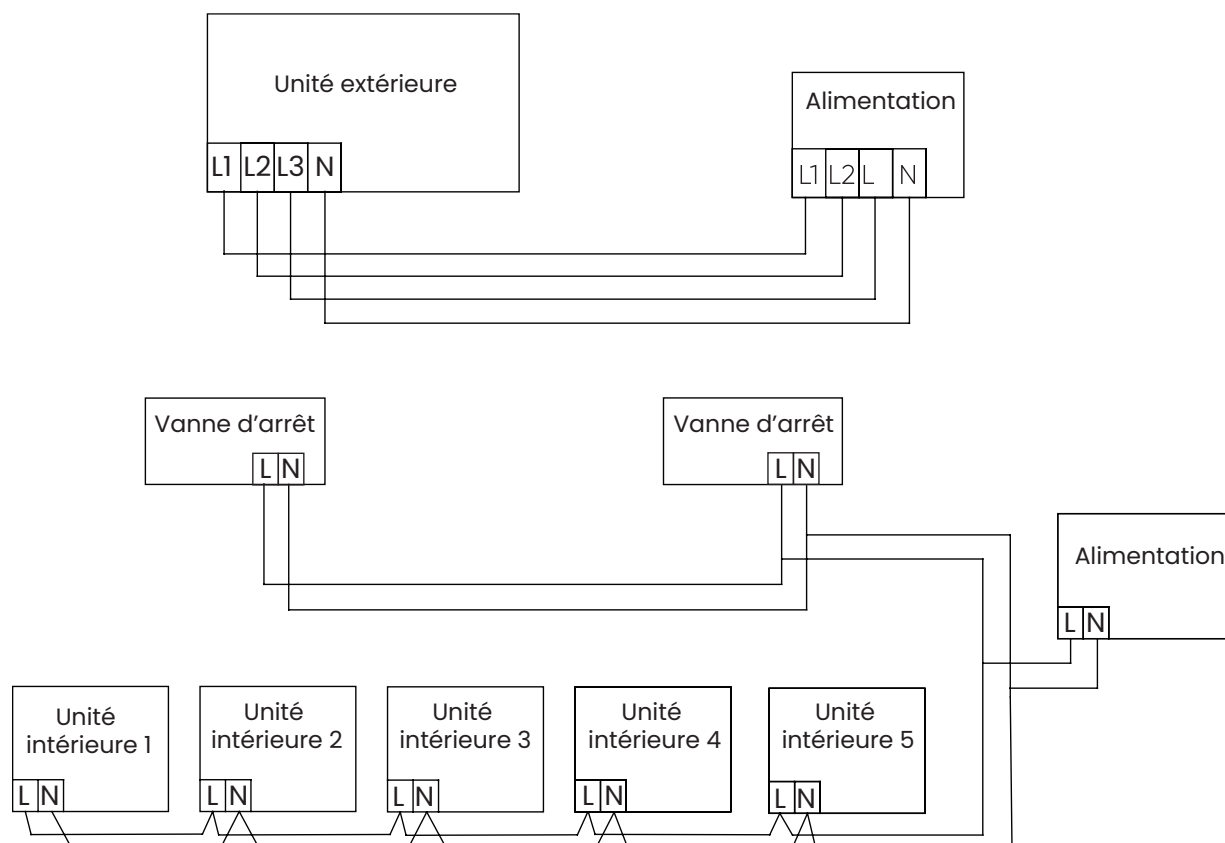 Unité extérieure
L1 L2 L3 N
Alimentation
L1 L2 L N
Vanne d’arrêt
L N
Vanne d’arrêt
L N
Alimentation
L N
Unité
intérieure 1
L N
Unité
intérieure 2
L N
Unité
intérieure 3
L N
Unité
intérieure 4
L N
Unité
intérieure 5
L N